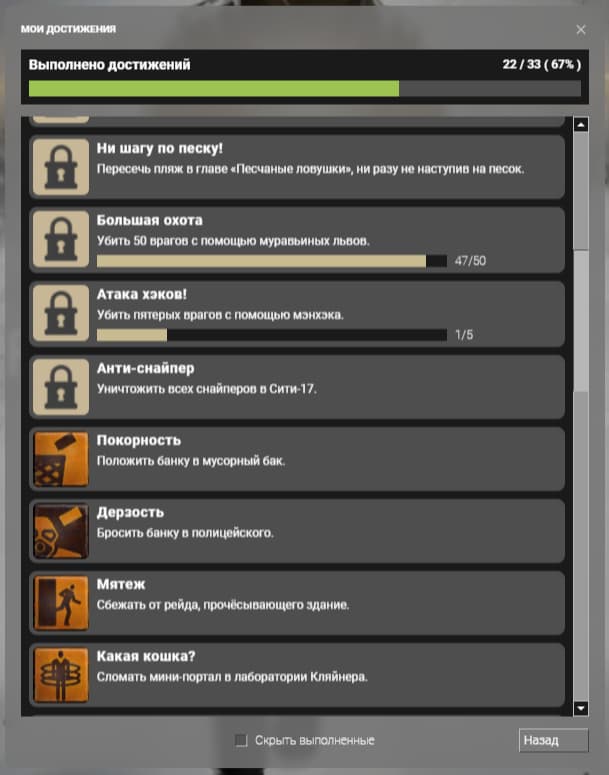 МОИ ДОСТИЖЕНИЯ
Выполнено достижений 22 / 33 ( 67% )
Ни шагу по песку!
Пересечь пляж в главе «Песчаные ловушки», ни разу не наступив на песок.
Большая охота
Убить 50 врагов с помощью муравьиных львов.
47/50
Атака хэков!
Убить пятерых врагов с помощью мэнхэка.
1/5
Анти-снайпер
Уничтожить всех снайперов в Сити-17.
Покорность
Положить банку в мусорный бак.
Дерзость
Бросить банку в полицейского.
Мятеж
Сбежать от рейда, прочёсывающего здание.
Какая кошка?
Сломать мини-портал в лаборатории Кляйнера.
Скрыть выполненные
Назад